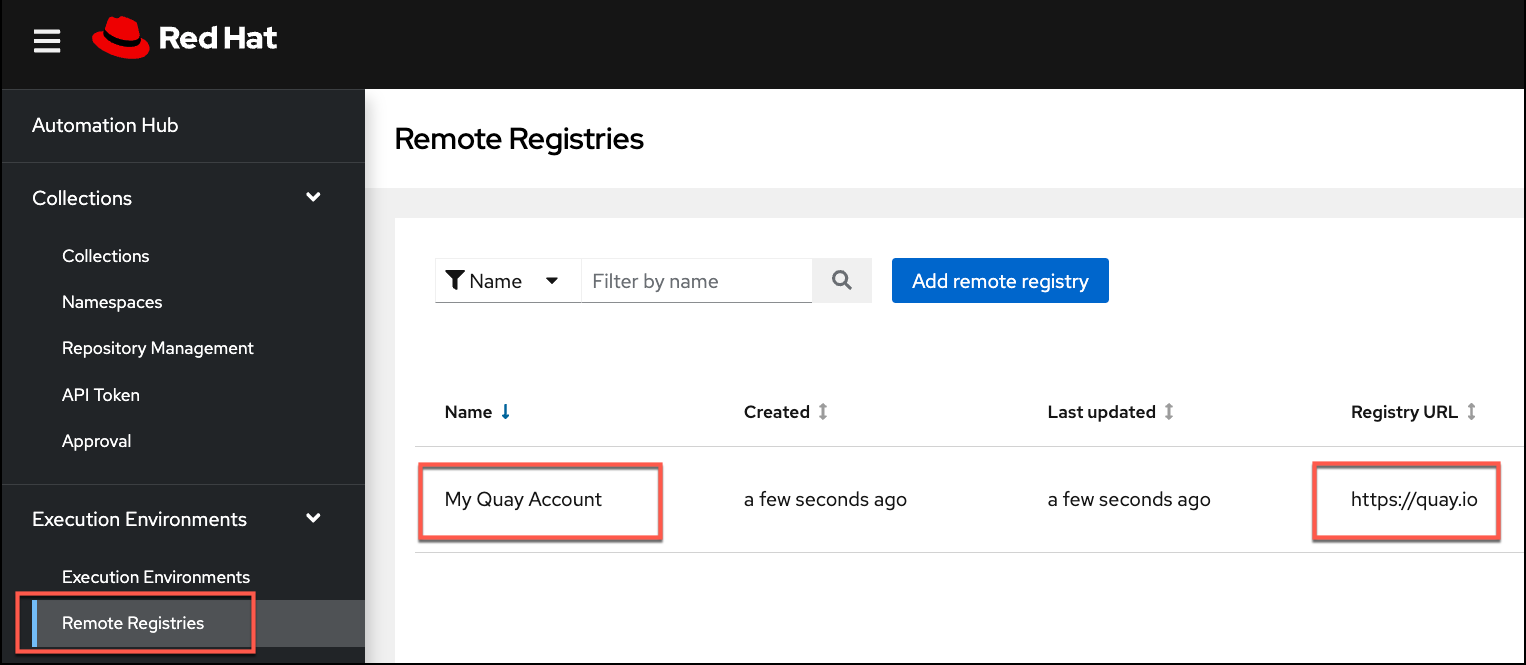 Red Hat
Automation Hub
Collections
Collections
Namespaces
Repository Management
API Token
Approval
Execution Environments
Execution Environments
Remote Registries
Remote Registries
Name Filter by name Add remote registry
Name Created Last updated Registry URL
My Quay Account a few seconds ago a few seconds ago https://quay.io